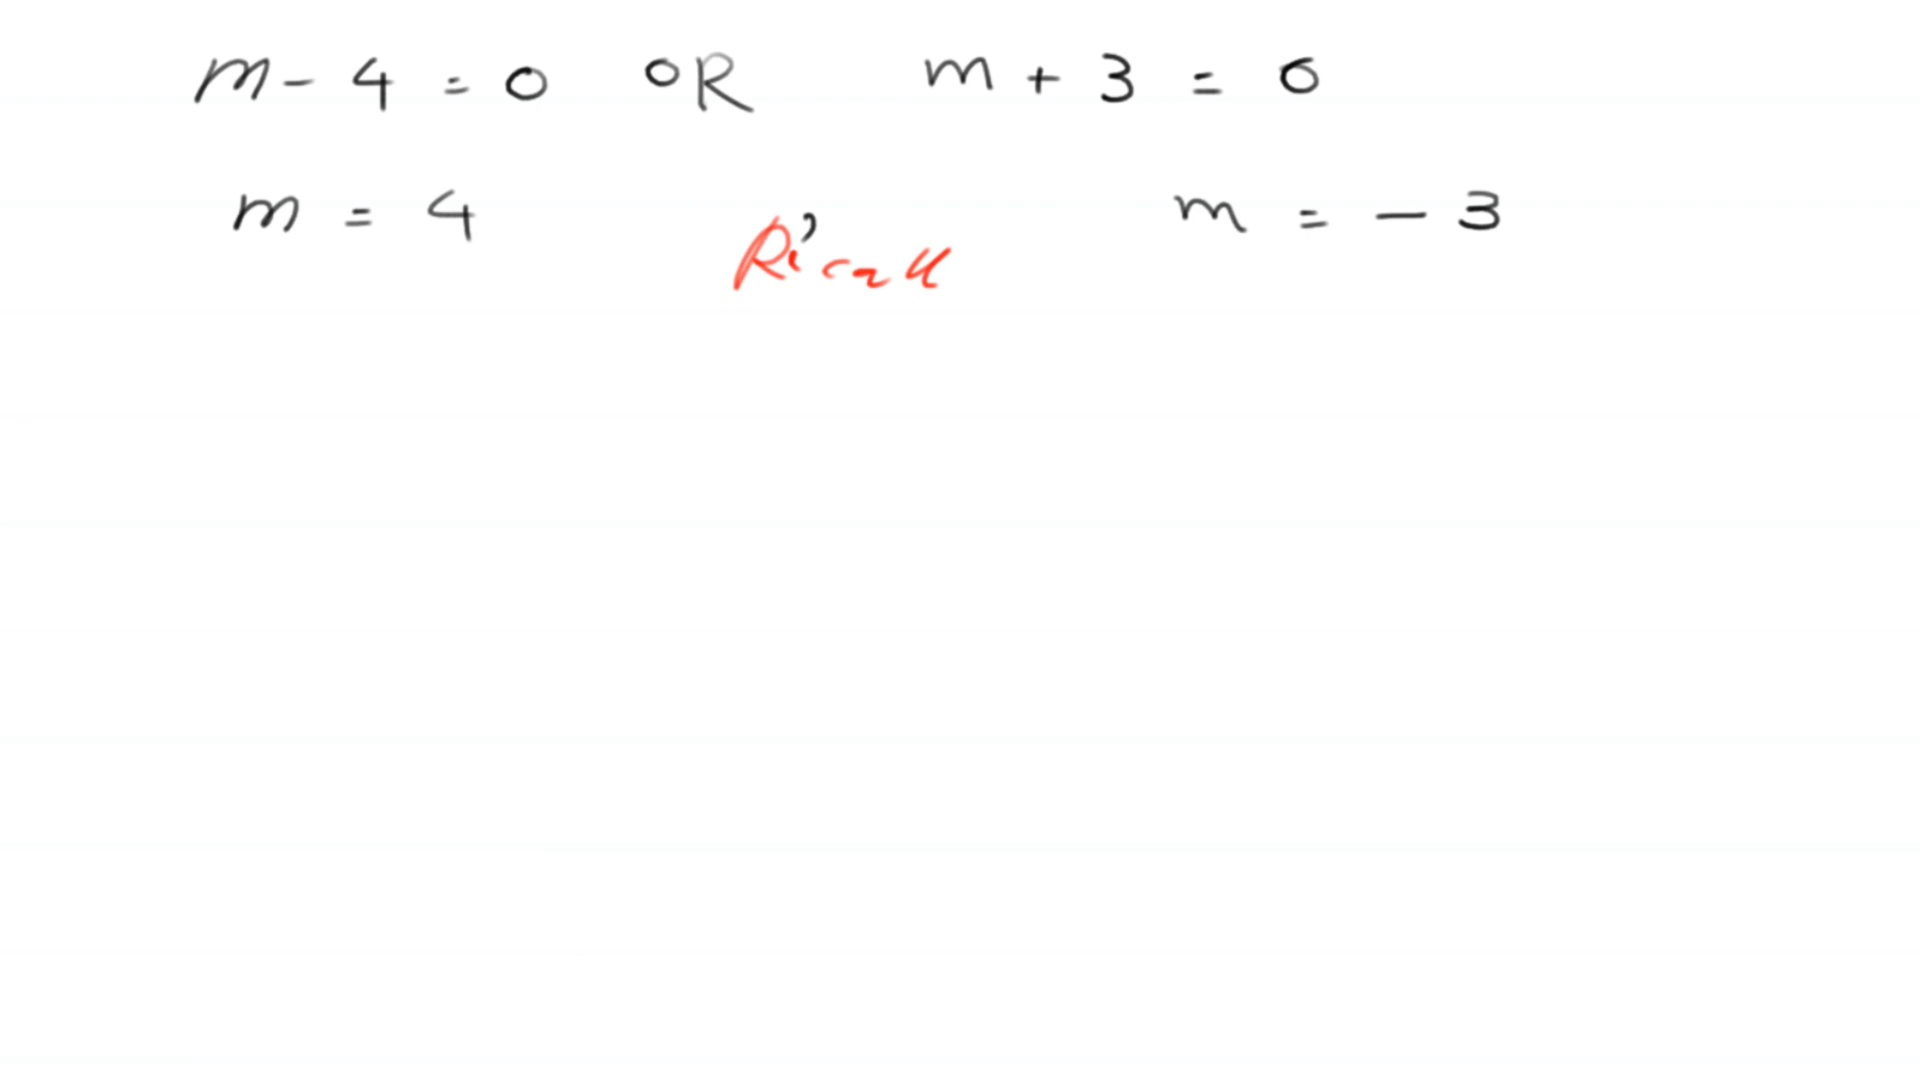 m - 4 = 0 OR m + 3 = 0
m = 4 , m = - 3
Recall